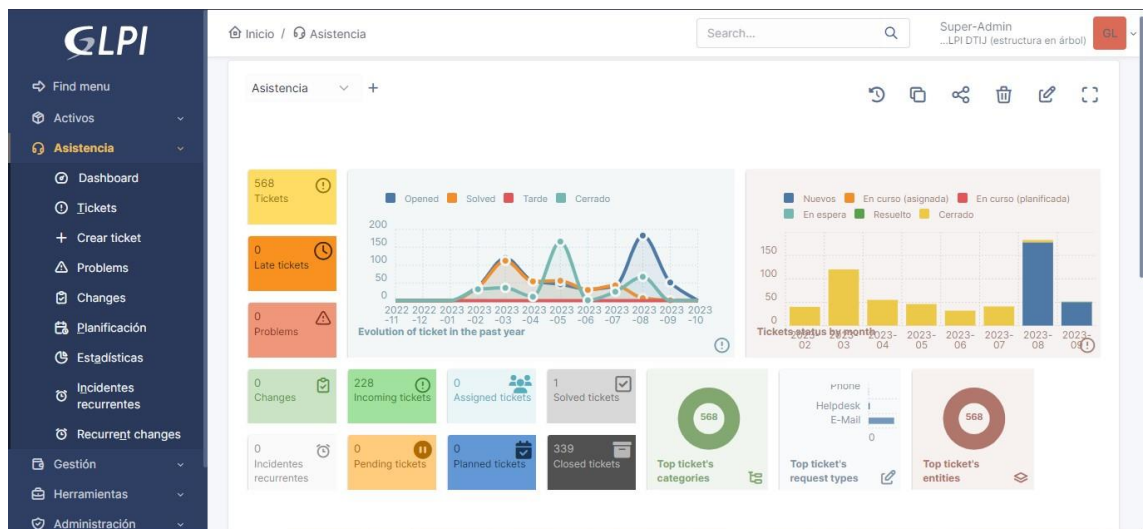 GLPI
Find menu
Activos
Asistencia
Dashboard
Tickets
Crear ticket
Problems
Changes
Planificación
Estadísticas
Incidentes
recurrentes
Recurrent changes
Gestión
Herramientas
Administración
Inicio / Asistencia
Search...
Super-Admin
...LPI DTIJ (estructura en árbol)
GL
Asistencia
568
Tickets
0
Late tickets
0
Problems
Opened Solved Tarde Cerrado
200
150
100
50
0
2022 2022 2023 2023 2023 2023 2023 2023 2023 2023 2023 2023
-11 -12 -01 -02 -03 -04 -05 -06 -07 -08 -09 -10
Evolution of ticket in the past year
Nuevos En curso (asignada) En curso (planificada)
En espera Resuelto Cerrado
150
100
50
0
2023- 2023- 2023- 2023- 2023- 2023- 2023- 2023-
02 03 04 05 06 07 08 09
Tickets status by month
0
Changes
228
Incoming tickets
0
Assigned tickets
1
Solved tickets
0
Incidentes
recurrentes
0
Pending tickets
0
Planned tickets
339
Closed tickets
568
Top ticket's
categories
Phone
Helpdesk
E-Mail
0
Top ticket's
request types
568
Top ticket's
entities